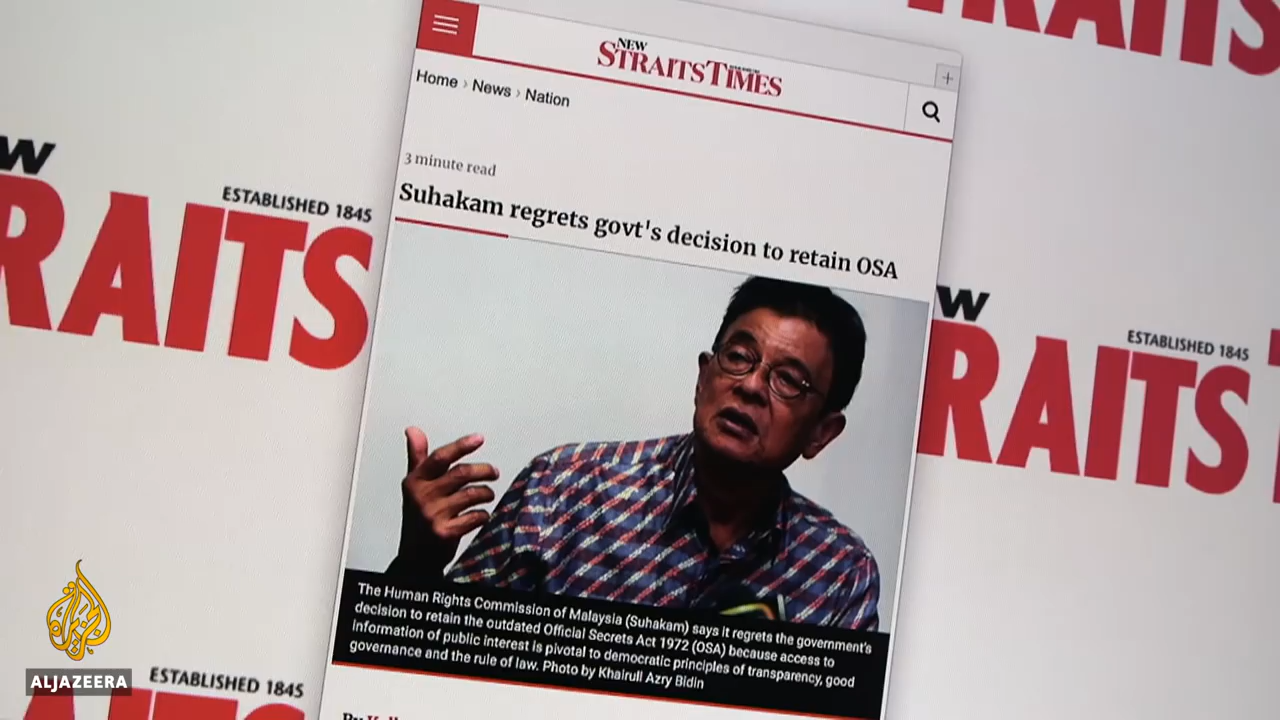 TRAITS
NEW
STRAITS TIMES
Home › News › Nation
3 minute read
Suhakam regrets govt's decision to retain OSA
W
ESTABLISHED 1845
RAITS
W
ESTABLISHED 1845
RAITS
The Human Rights Commission of Malaysia (Suhakam) says it regrets the government's
decision to retain the outdated Official Secrets Act 1972 (OSA) because access to
information of public interest is pivotal to democratic principles of transparency, good
governance and the rule of law. Photo by Khairull Azry Bidin
ALJAZEERA
ESTABLISHED 1845
By